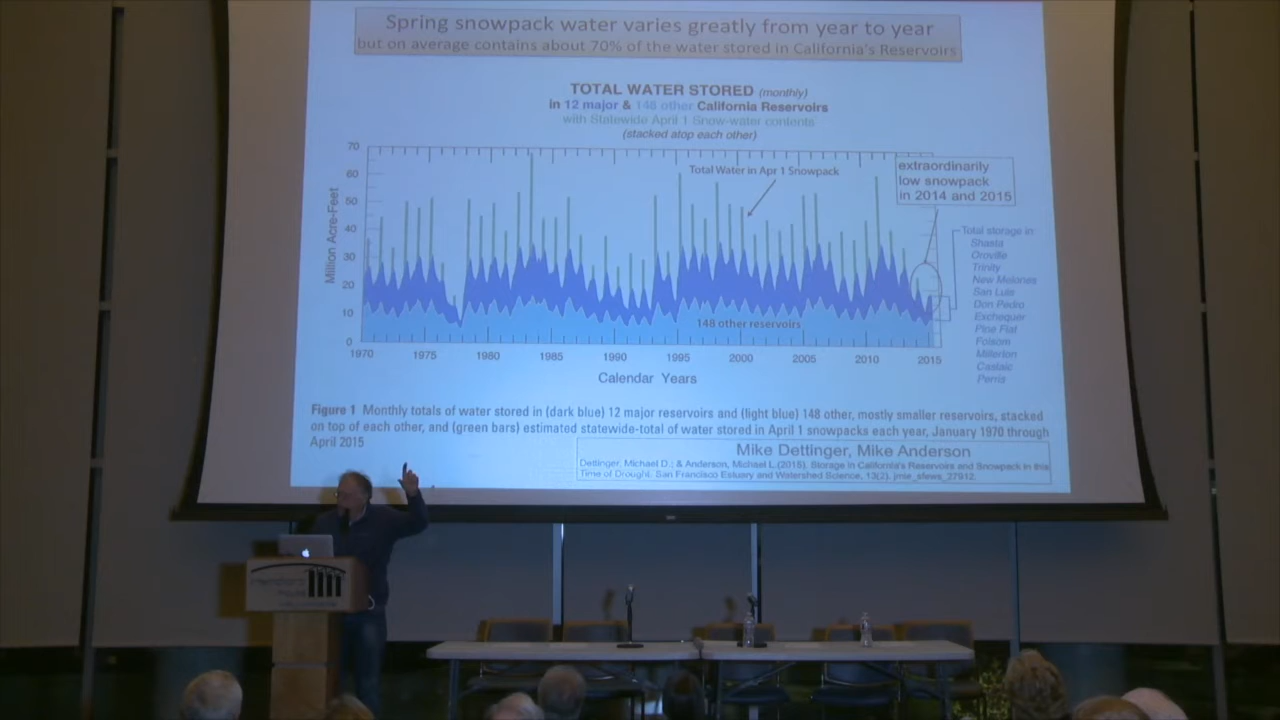 Spring snowpack water varies greatly from year to year
but on average contains about 70% of the water stored in California's Reservoirs
TOTAL WATER STORED (monthly)
in 12 major & 148 other California Reservoirs
with Statewide April 1 Snow-water contents
(stacked atop each other)
Million Acre-Feet
70
60
50
40
30
20
10
0
Total Water in Apr 1 Snowpack
extraordinarily
low snowpack
in 2014 and 2015
Total storage in
Shasta
Oroville
Trinity
New Melones
San Luis
Don Pedro
Exchequer
Pine Flat
Folsom
Millerton
Castaic
Perris
148 other reservoirs
1970 1975 1980 1985 1990 1995 2000 2005 2010 2015
Calendar Years
Figure 1 Monthly totals of water stored in (dark blue) 12 major reservoirs and (light blue) 148 other, mostly smaller reservoirs, stacked
on top of each other, and (green bars) estimated statewide-total of water stored in April 1 snowpacks each year, January 1970 through
April 2015
Mike Dettinger, Mike Anderson
Dettinger, Michael D.; & Anderson, Michael L.(2015). Storage in California's Reservoirs and Snowpack in this
Time of Drought. San Francisco Estuary and Watershed Science, 13(2). jmie_sfews_27912.